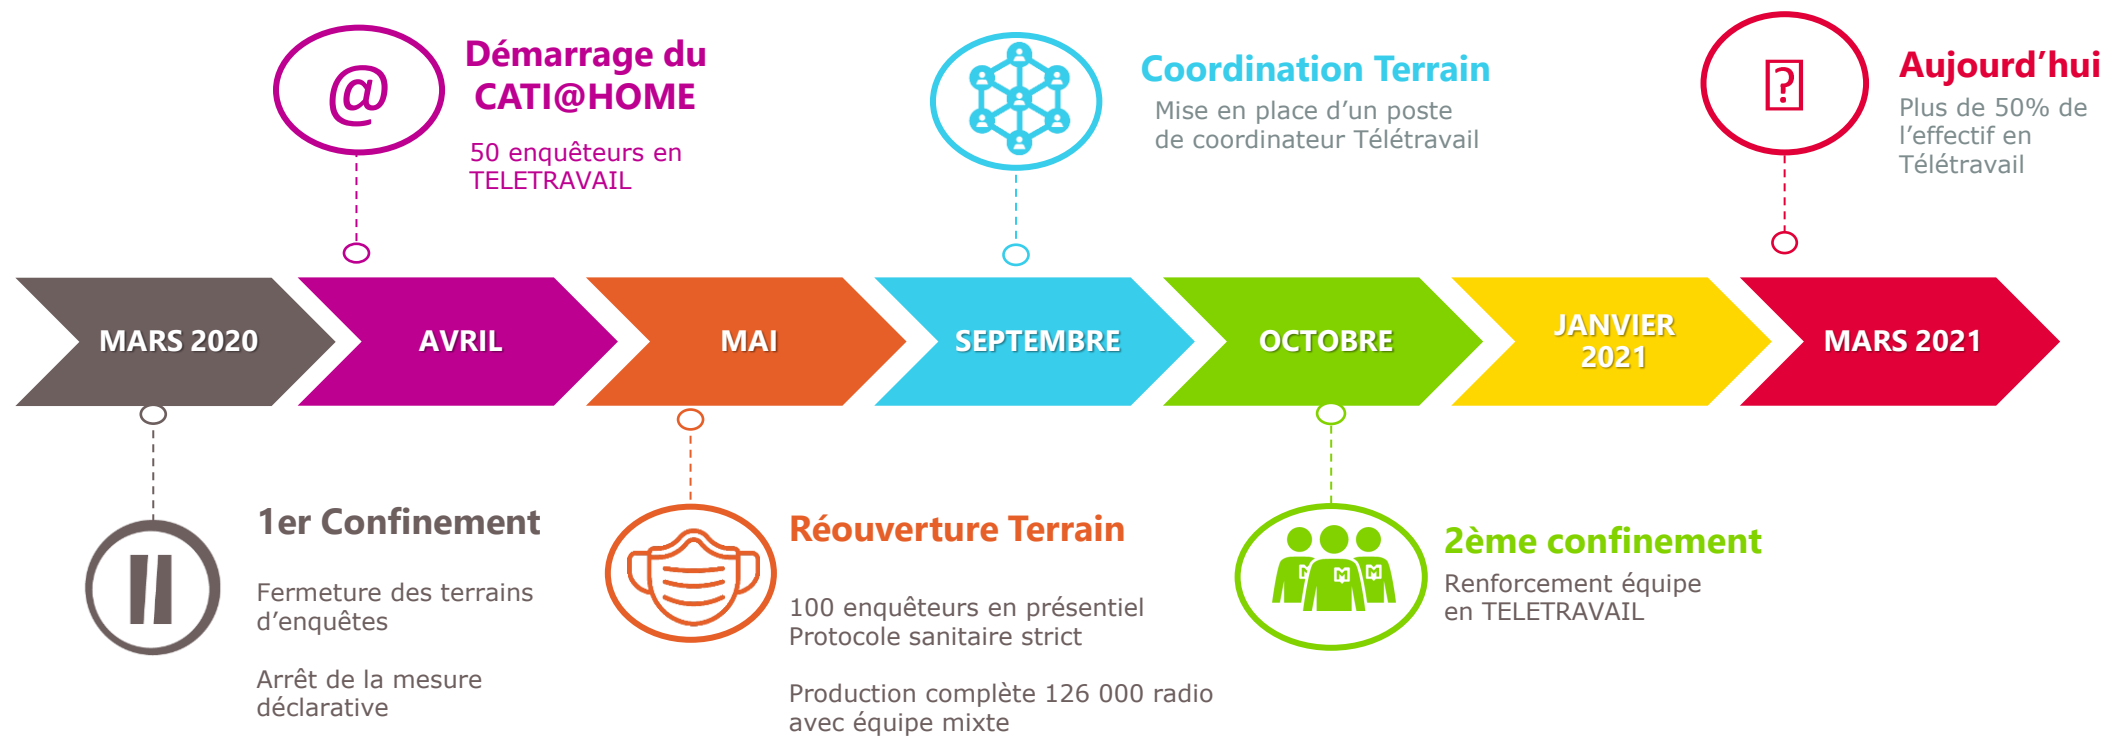 @
Démarrage du
CATI@HOME
50 enquêteurs en
TELETRAVAIL
Coordination Terrain
Mise en place d’un poste
de coordinateur Télétravail
?
Aujourd’hui
Plus de 50% de
l’effectif en
Télétravail
MARS 2020
AVRIL
MAI
SEPTEMBRE
OCTOBRE
JANVIER
2021
MARS 2021
1er Confinement
Fermeture des terrains
d’enquêtes
Arrêt de la mesure
déclarative
Réouverture Terrain
100 enquêteurs en présentiel
Protocole sanitaire strict
Production complète 126 000 radio
avec équipe mixte
M M M
2ème confinement
Renforcement équipe
en TELETRAVAIL